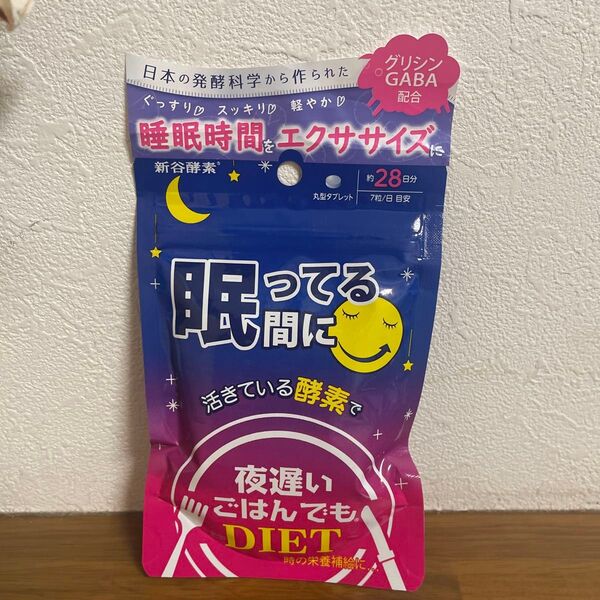 日本の発酵科学から作られた
グリシン
GABA
配合
ぐっすり♡ スッキリ♡ 軽やか♡
睡眠時間をエクササイズに
新谷酵素®
約28日分
丸型タブレット
7粒/日 目安
眠ってる
間に
活きている酵素で
夜遅い
ごはんでも®
DIET
時の栄養補給に...